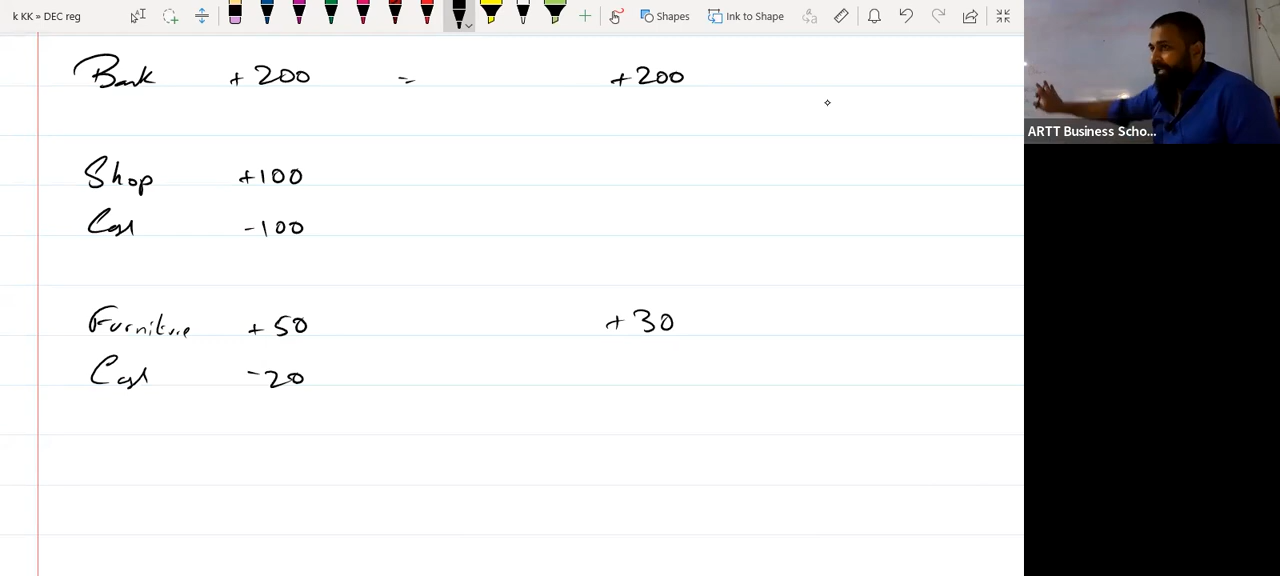 k KK » DEC reg Shapes Ink to Shape
Bank +200 = +200
Shop +100
Cash -100
Furniture +50 +30
Cash -20
ARTT Business Scho...